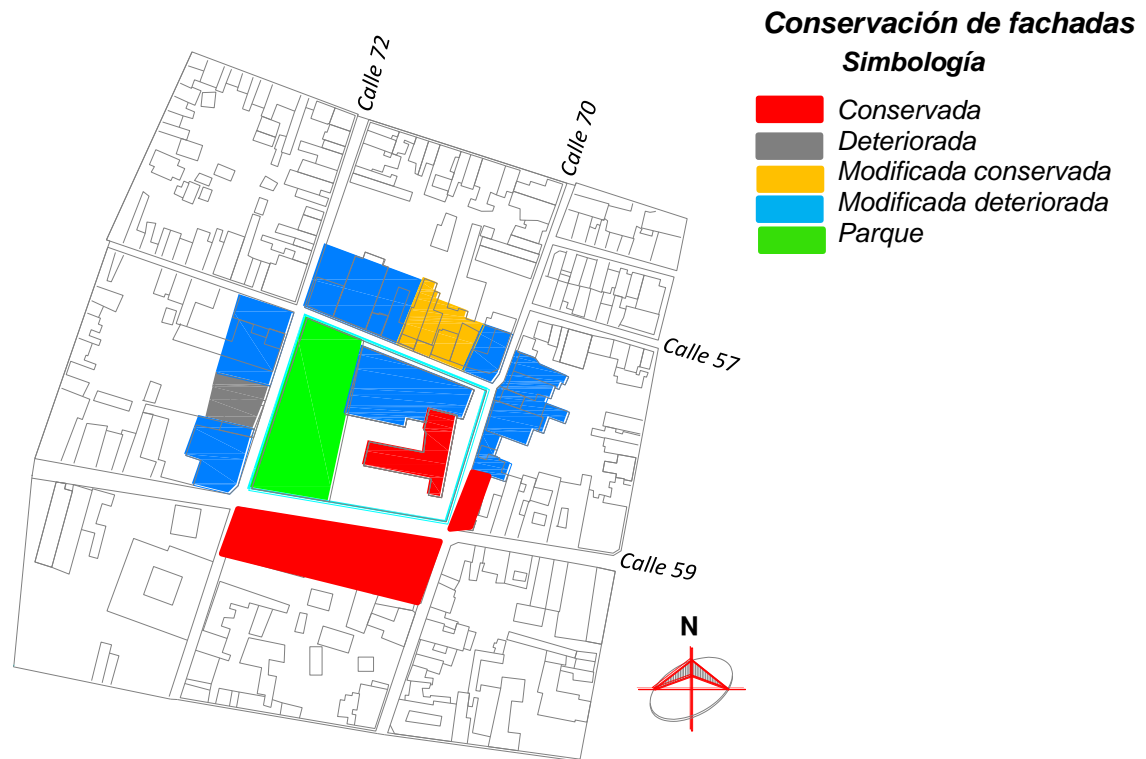 Conservación de fachadas
Simbología
Conservada
Deteriorada
Modificada conservada
Modificada deteriorada
Parque
Calle 72
Calle 70
Calle 57
Calle 59
N